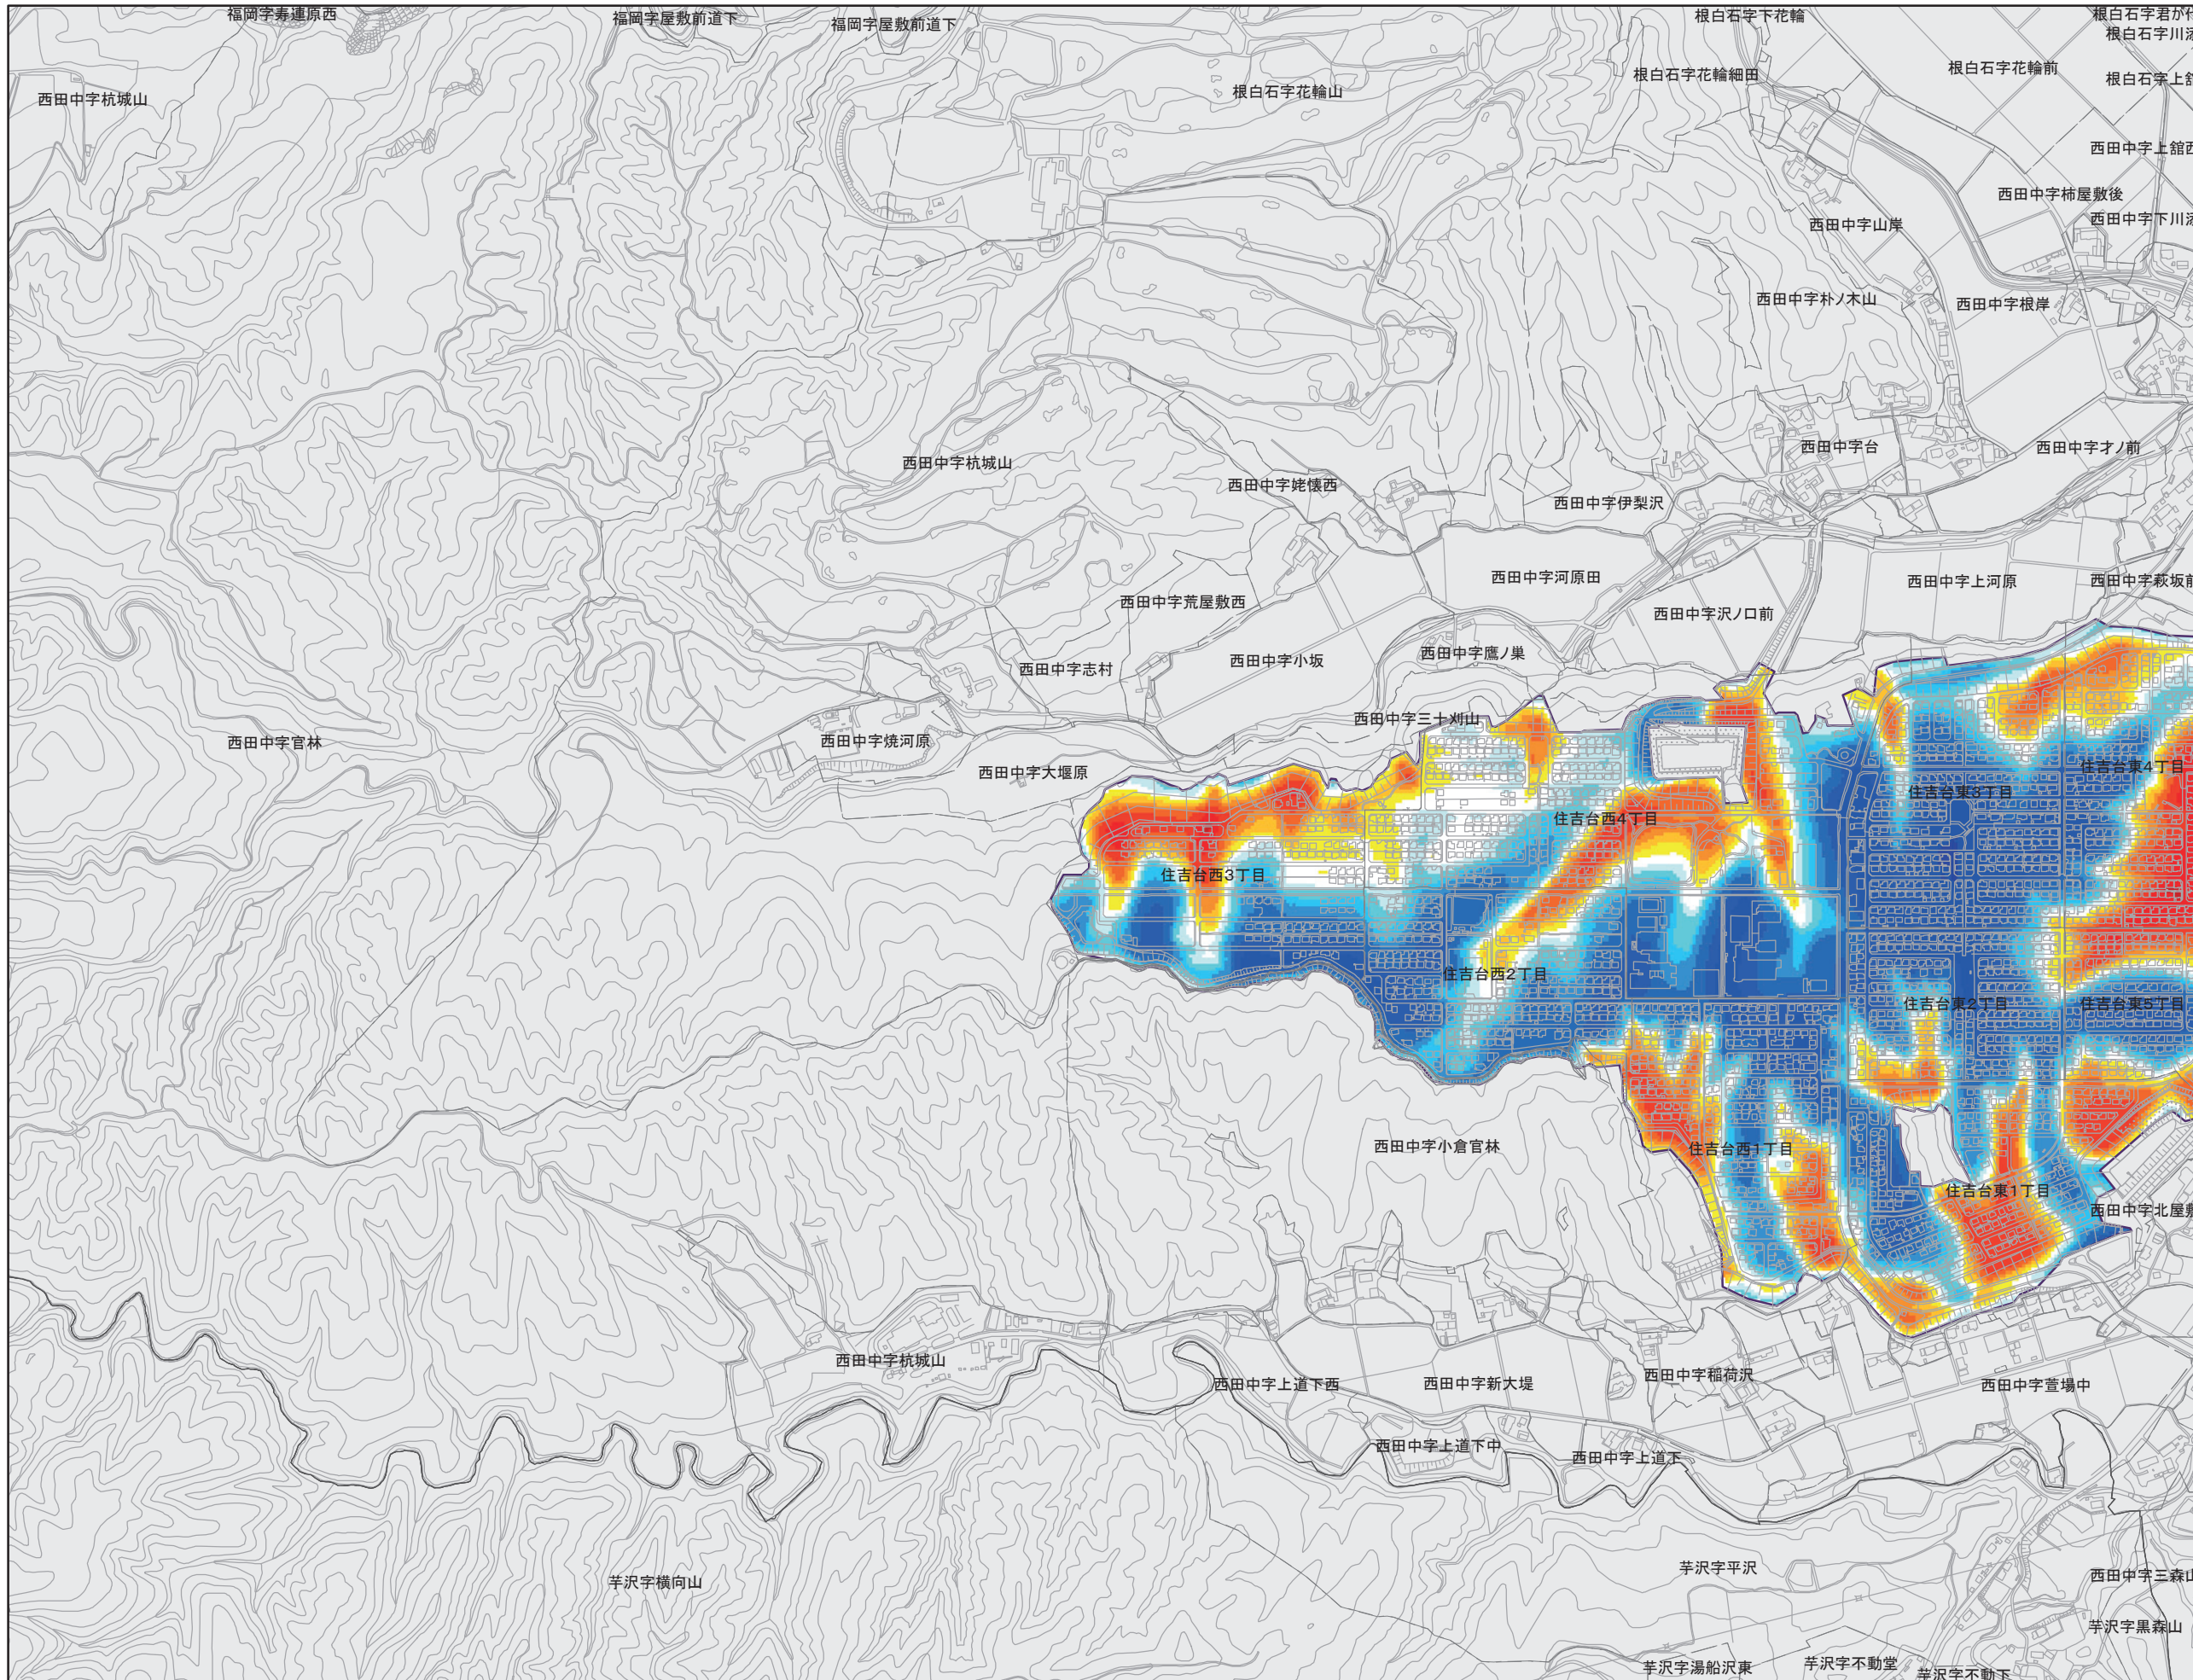 福岡字寿連原西
福岡字屋敷前道下
福岡字屋敷前道下
根白石字下花輪
根白石字花輪細田
根白石字花輪前
根白石字花輪山
西田中字杭城山
西田中字柿屋敷後
西田中字山岸
西田中字朴ノ木山
西田中字根岸
西田中字台
西田中字才ノ前
西田中字杭城山
西田中字姥懐西
西田中字伊梨沢
西田中字河原田
西田中字上河原
西田中字萩坂前
西田中字荒屋敷西
西田中字沢ノ口前
西田中字鷹ノ巣
西田中字小坂
西田中字志村
西田中字三十刈山
西田中字官林
西田中字焼河原
西田中字大堰原
住吉台東4丁目
住吉台東3丁目
住吉台西4丁目
住吉台西3丁目
住吉台西2丁目
住吉台東2丁目
住吉台東5丁目
西田中字小倉官林
住吉台西1丁目
住吉台東1丁目
西田中字北屋敷
西田中字杭城山
西田中字上道下西
西田中字新大堤
西田中字稲荷沢
西田中字萱場中
西田中字上道下中
西田中字上道下
芋沢字横向山
芋沢字平沢
西田中字三森山
芋沢字黒森山
芋沢字湯船沢東
芋沢字不動堂
芋沢字不動下